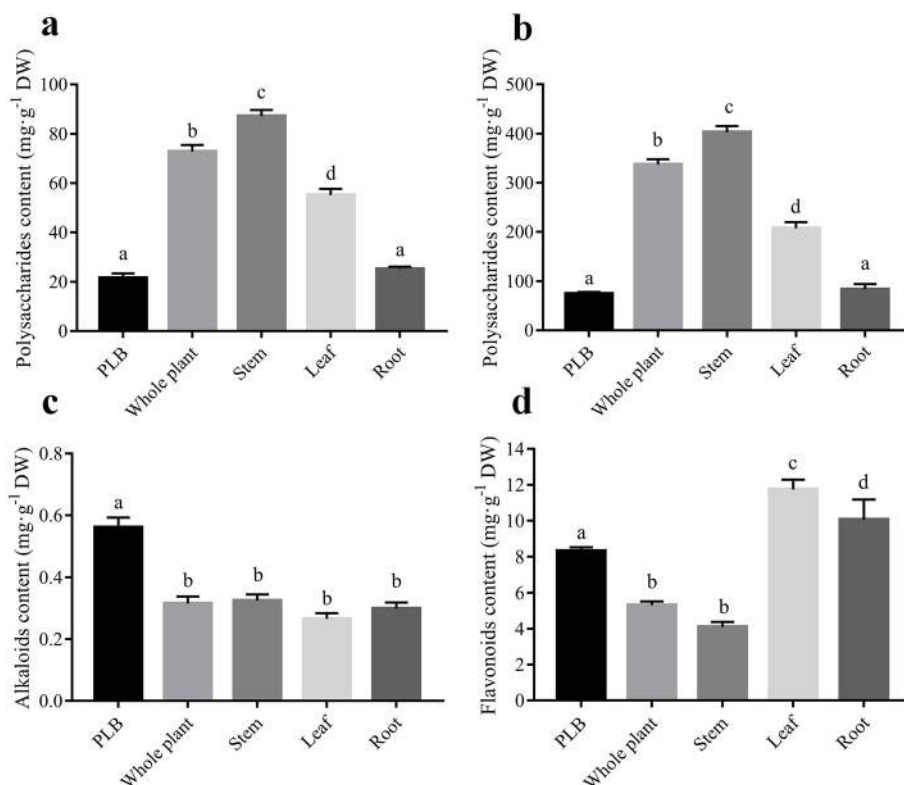 a
Polysaccharides content (mg·g⁻¹ DW)
100
80
60
40
20
0
a
b
c
d
a
PLB
Whole plant
Stem
Leaf
Root
b
Polysaccharides content (mg·g⁻¹ DW)
500
400
300
200
100
0
a
b
c
d
a
PLB
Whole plant
Stem
Leaf
Root
c
Alkaloids content (mg·g⁻¹ DW)
0.8
0.6
0.4
0.2
0.0
a
b
b
b
b
PLB
Whole plant
Stem
Leaf
Root
d
Flavonoids content (mg·g⁻¹ DW)
14
12
10
8
6
4
2
0
a
b
b
c
d
PLB
Whole plant
Stem
Leaf
Root